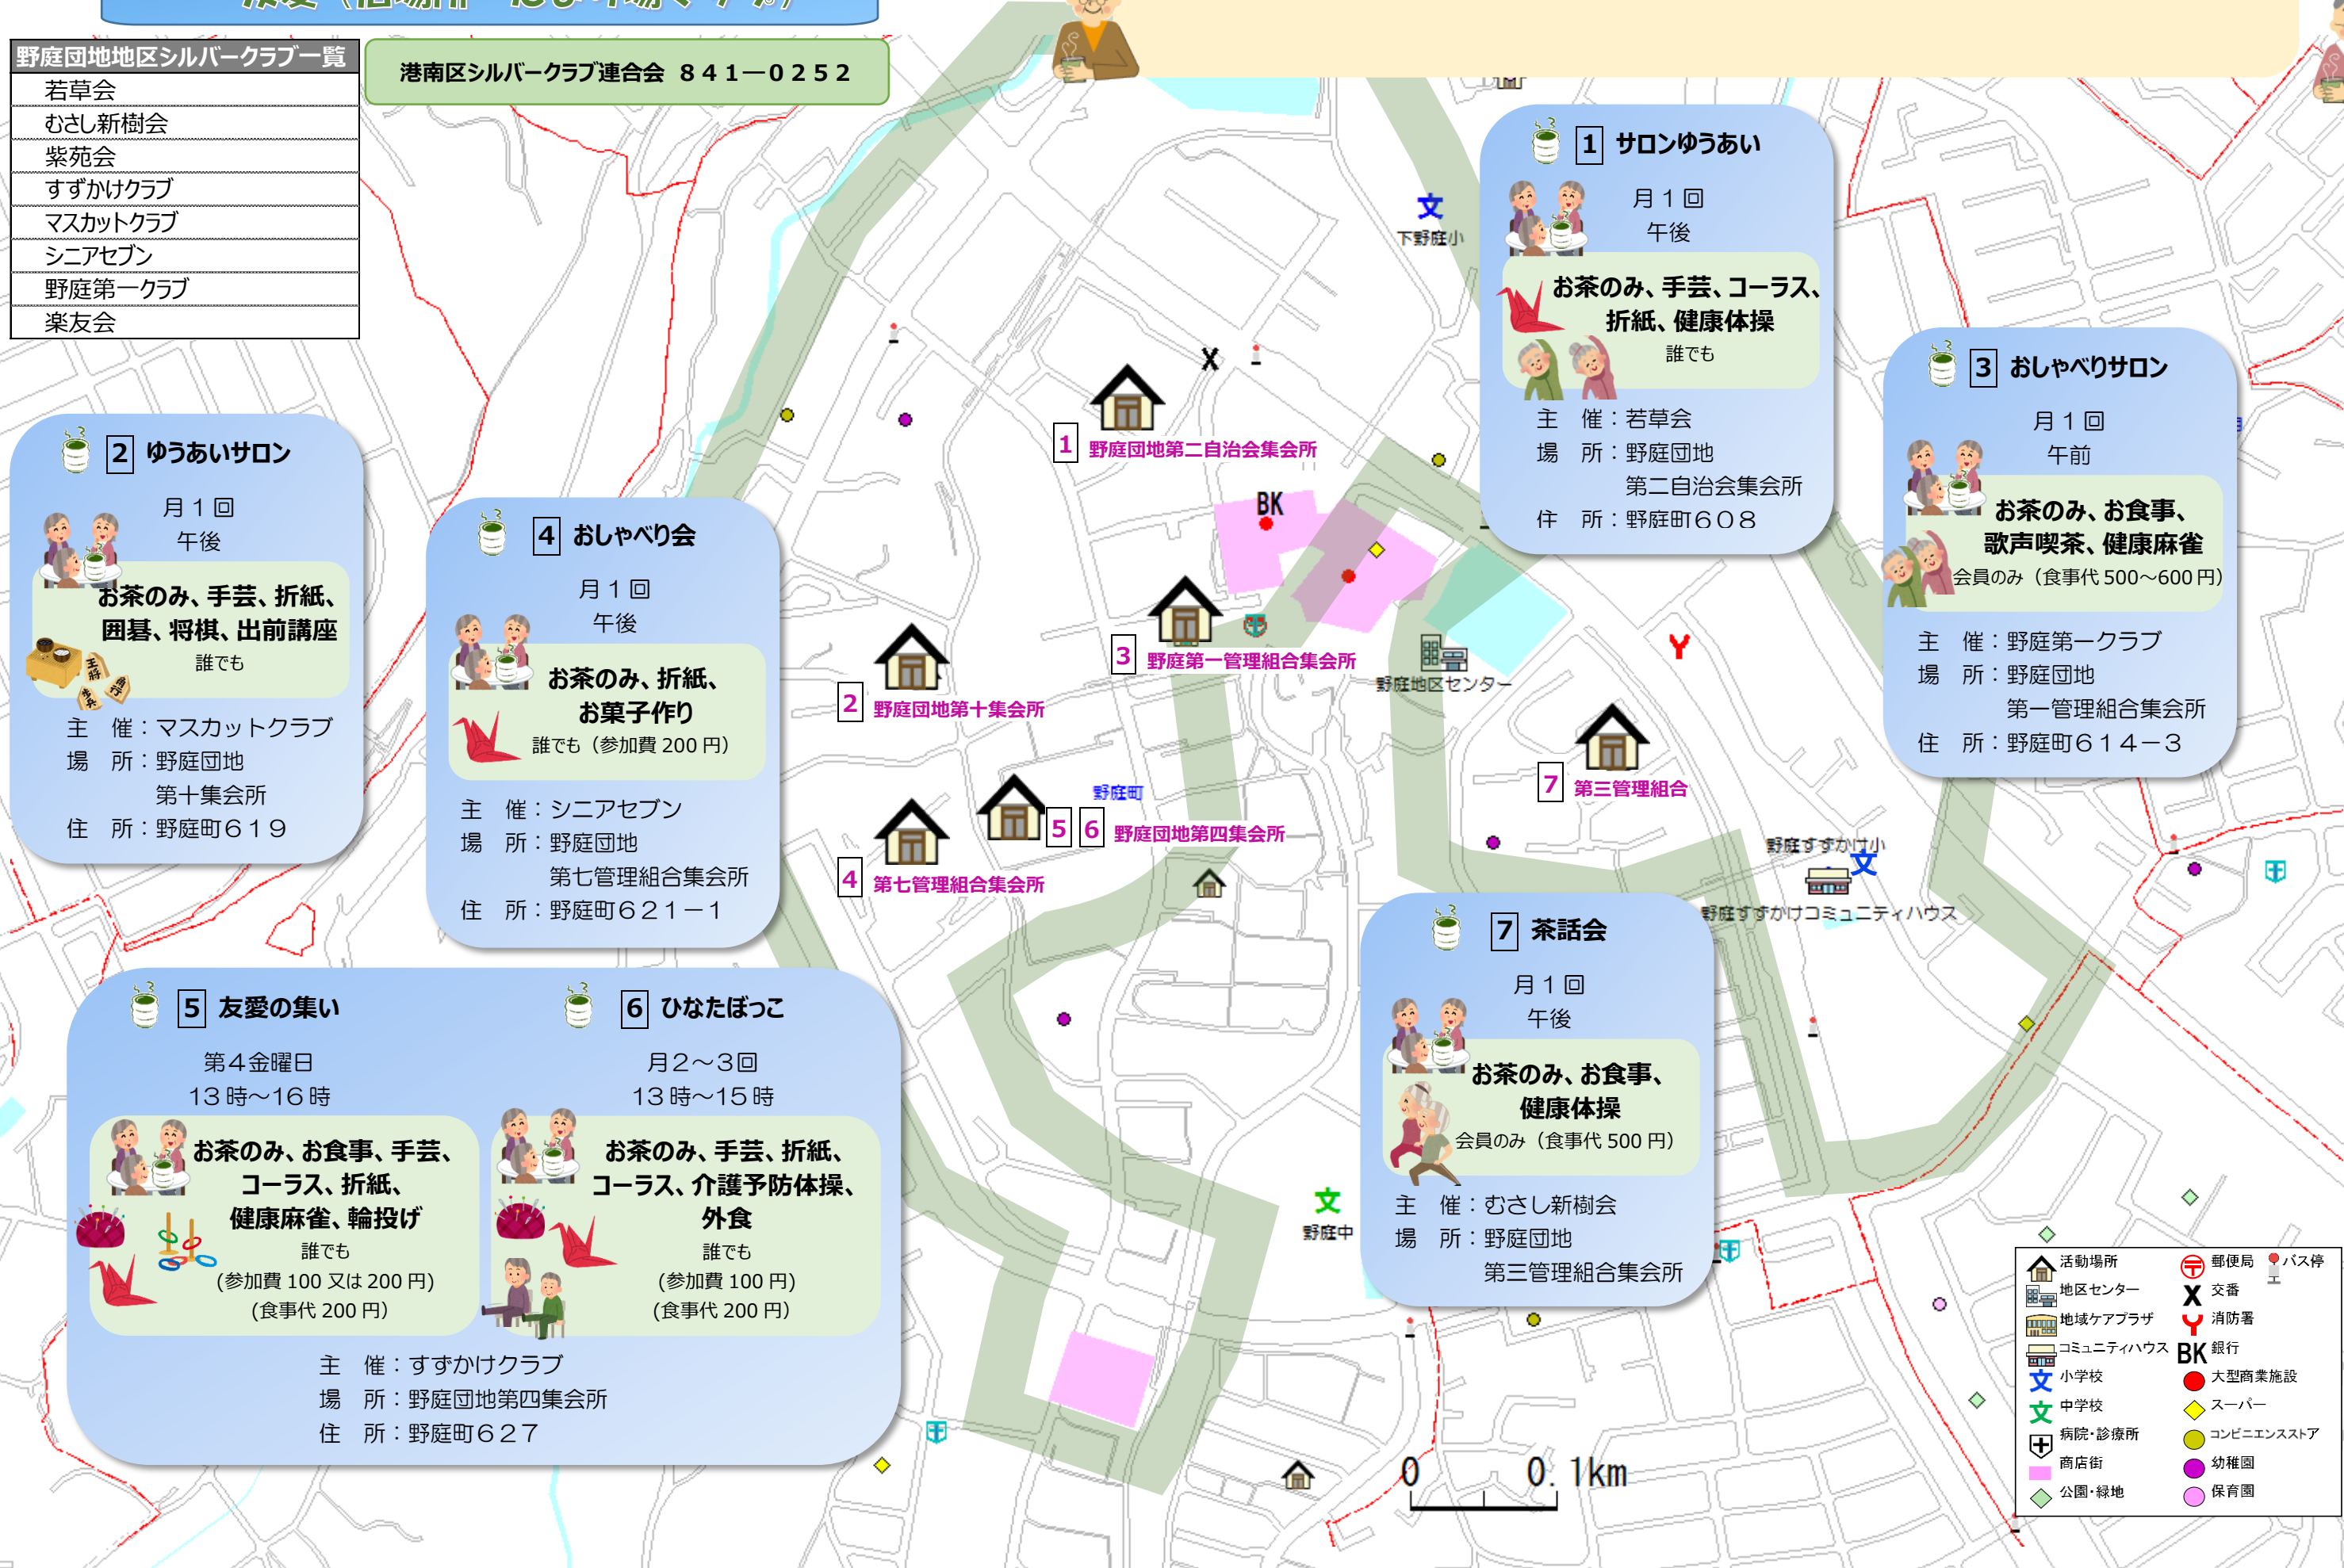 野庭団地地区シルバークラブ一覧
若草会
むさし新樹会
紫苑会
すずかけクラブ
マスカットクラブ
シニアセブン
野庭第一クラブ
楽友会
港南区シルバークラブ連合会 841―0252
1 サロンゆうあい
月1回
午後
お茶のみ、手芸、コーラス、
折紙、健康体操
誰でも
主 催：若草会
場 所：野庭団地
第二自治会集会所
住 所：野庭町608
3 おしゃべりサロン
月1回
午前
お茶のみ、お食事、
歌声喫茶、健康麻雀
会員のみ（食事代500～600円）
主 催：野庭第一クラブ
場 所：野庭団地
第一管理組合集会所
住 所：野庭町614－3
2 ゆうあいサロン
月1回
午後
お茶のみ、手芸、折紙、
囲碁、将棋、出前講座
誰でも
王将
角行
歩兵
主 催：マスカットクラブ
場 所：野庭団地
第十集会所
住 所：野庭町619
4 おしゃべり会
月1回
午後
お茶のみ、折紙、
お菓子作り
誰でも（参加費200円）
主 催：シニアセブン
場 所：野庭団地
第七管理組合集会所
住 所：野庭町621－1
文
下野庭小
X
1 野庭団地第二自治会集会所
BK
3 野庭第一管理組合集会所
野庭地区センター
2 野庭団地第十集会所
7 第三管理組合
野庭町
5 6 野庭団地第四集会所
4 第七管理組合集会所
野庭すずかけ小
文
野庭すずかけコミュニティハウス
5 友愛の集い
第4金曜日
13時～16時
お茶のみ、お食事、手芸、
コーラス、折紙、
健康麻雀、輪投げ
誰でも
(参加費100又は200円)
(食事代200円)
6 ひなたぼっこ
月2～3回
13時～15時
お茶のみ、手芸、折紙、
コーラス、介護予防体操、
外食
誰でも
(参加費100円)
(食事代200円)
主 催：すずかけクラブ
場 所：野庭団地第四集会所
住 所：野庭町627
7 茶話会
月1回
午後
お茶のみ、お食事、
健康体操
会員のみ（食事代500円）
主 催：むさし新樹会
場 所：野庭団地
第三管理組合集会所
文
野庭中
0 0.1km
活動場所
地区センター
地域ケアプラザ
コミュニティハウス
文 小学校
文 中学校
病院・診療所
商店街
公園・緑地
〒 郵便局
バス停
X 交番
Y 消防署
BK 銀行
大型商業施設
スーパー
コンビニエンスストア
幼稚園
保育園